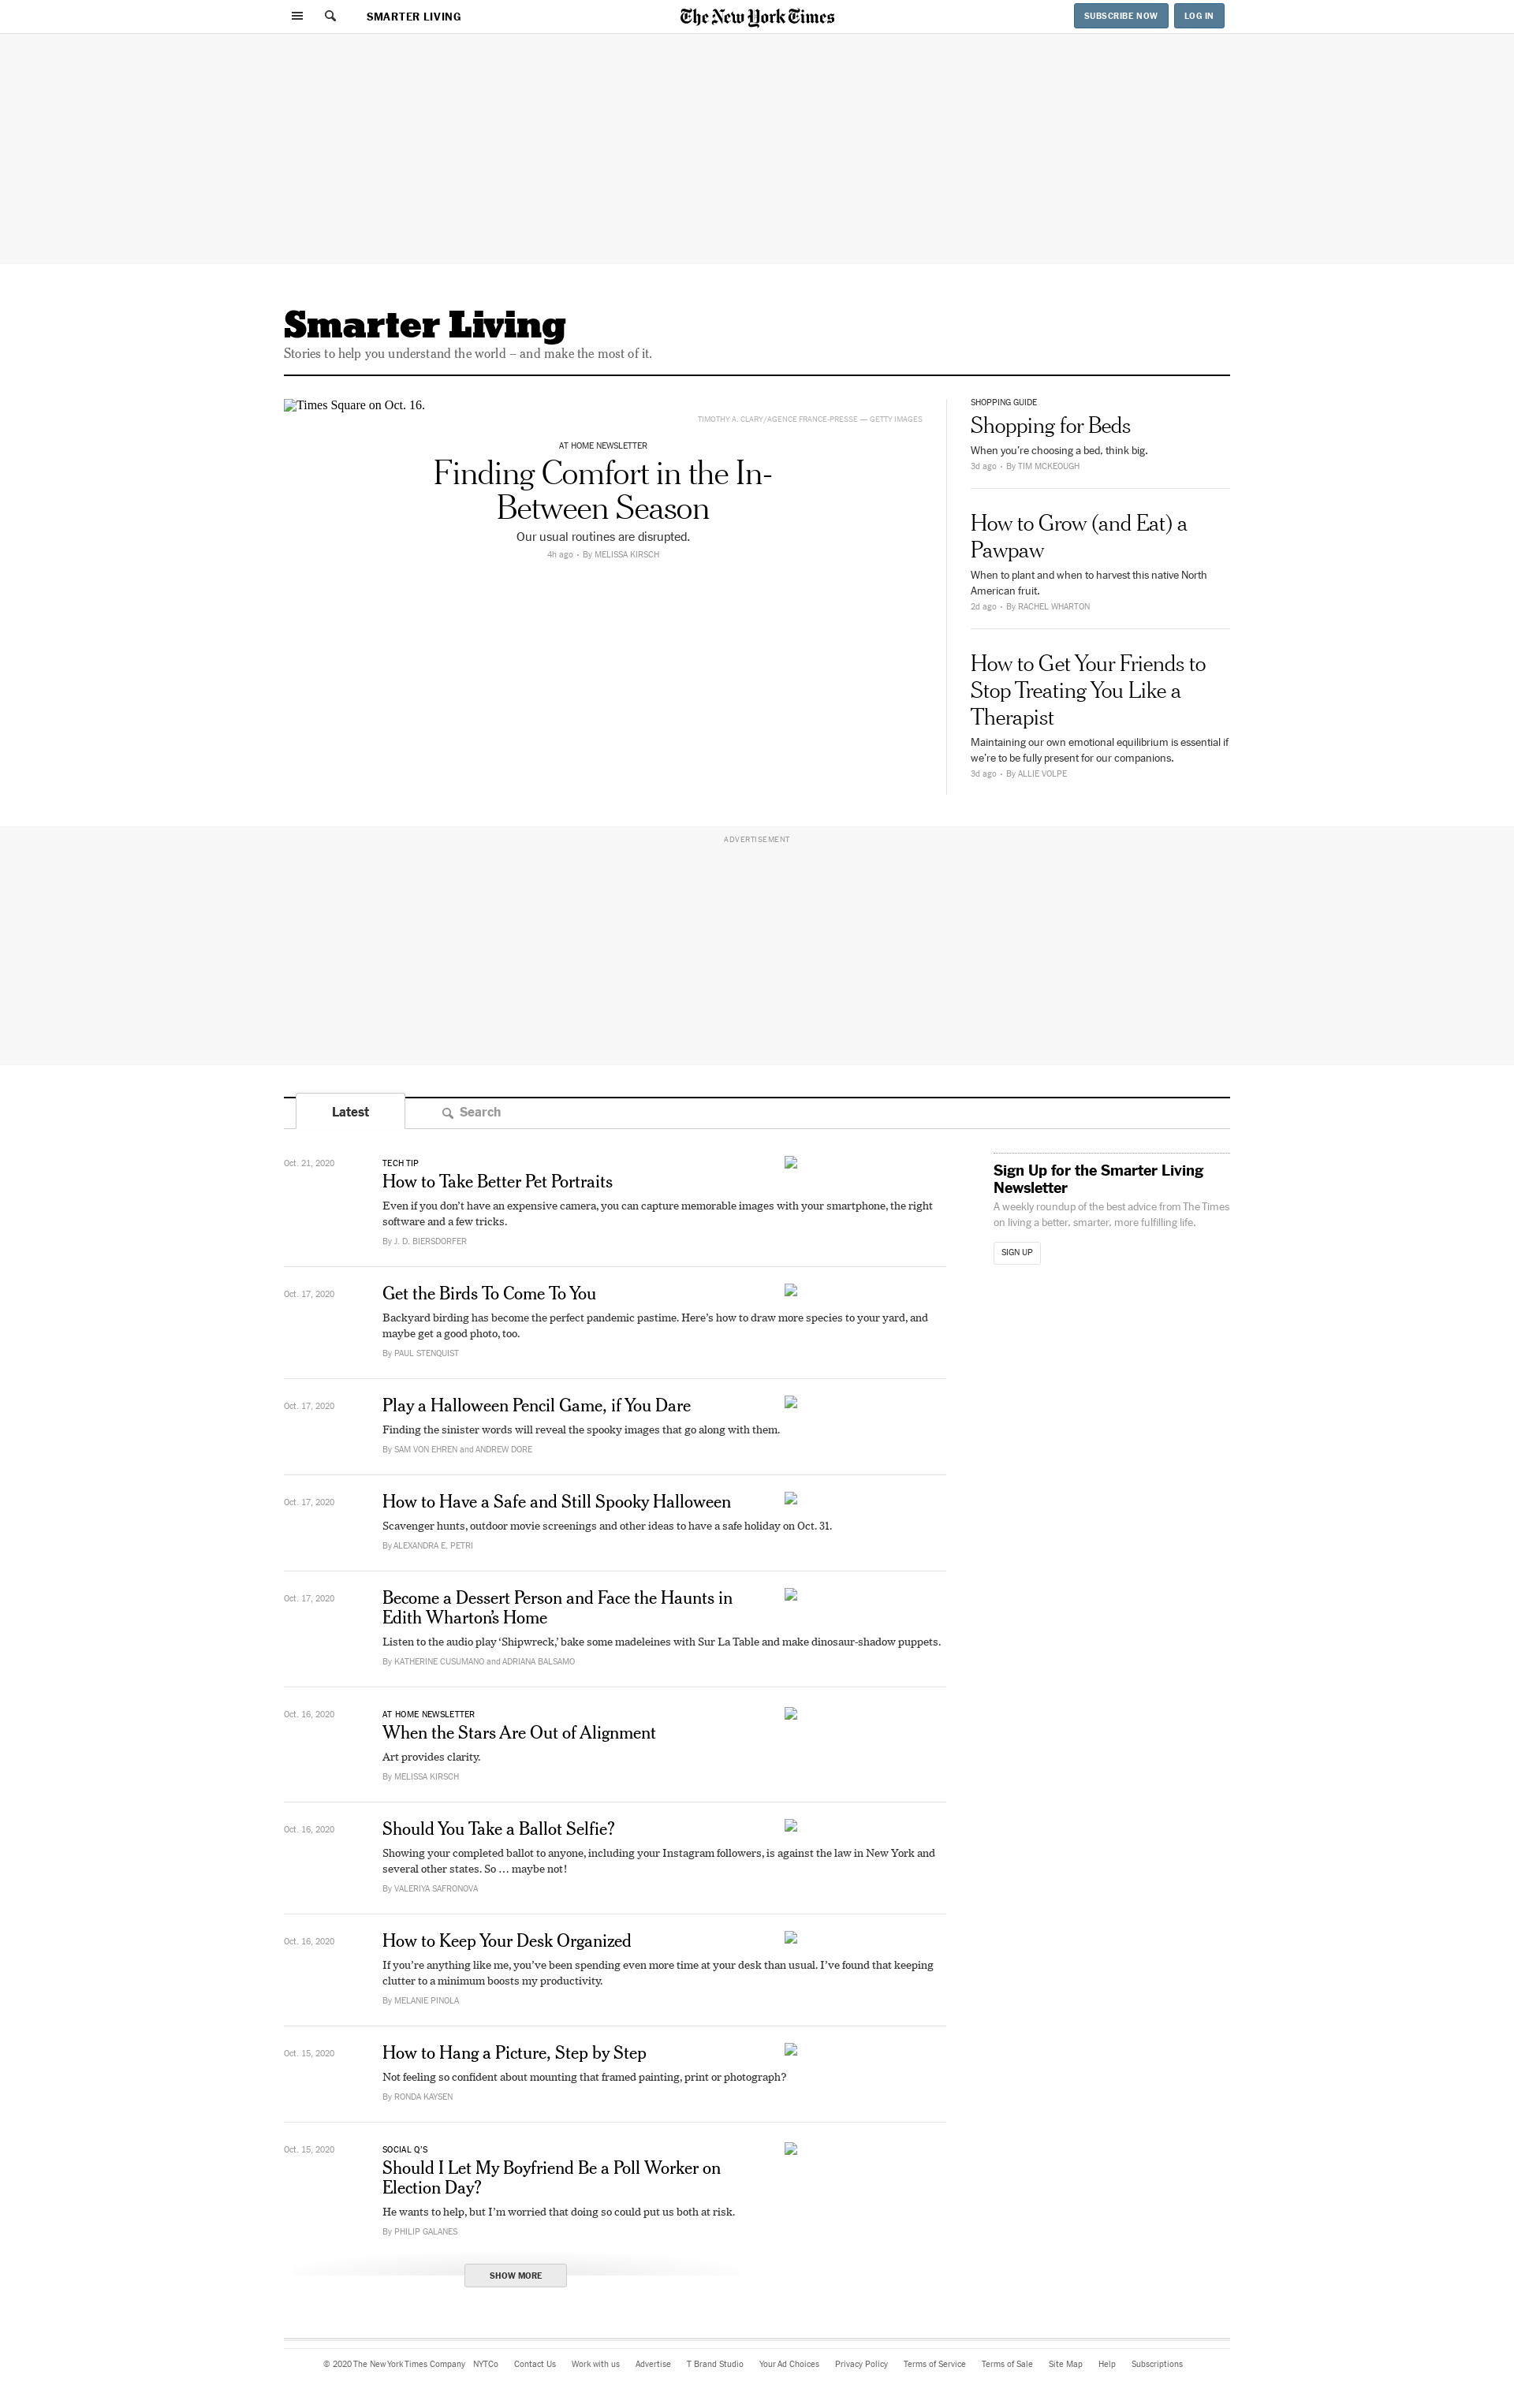 SMARTER LIVING
The New York Times
SUBSCRIBE NOW
LOG IN
Smarter Living
Stories to help you understand the world – and make the most of it.
Times Square on Oct. 16.
TIMOTHY A. CLARY/AGENCE FRANCE-PRESSE — GETTY IMAGES
AT HOME NEWSLETTER
Finding Comfort in the In-
Between Season
Our usual routines are disrupted.
4h ago • By MELISSA KIRSCH
SHOPPING GUIDE
Shopping for Beds
When you’re choosing a bed, think big.
3d ago • By TIM MCKEOUGH
How to Grow (and Eat) a
Pawpaw
When to plant and when to harvest this native North
American fruit.
2d ago • By RACHEL WHARTON
How to Get Your Friends to
Stop Treating You Like a
Therapist
Maintaining our own emotional equilibrium is essential if
we’re to be fully present for our companions.
3d ago • By ALLIE VOLPE
ADVERTISEMENT
Latest
Search
Oct. 21, 2020
TECH TIP
How to Take Better Pet Portraits
Even if you don’t have an expensive camera, you can capture memorable images with your smartphone, the right
software and a few tricks.
By J. D. BIERSDORFER
Oct. 17, 2020
Get the Birds To Come To You
Backyard birding has become the perfect pandemic pastime. Here’s how to draw more species to your yard, and
maybe get a good photo, too.
By PAUL STENQUIST
Oct. 17, 2020
Play a Halloween Pencil Game, if You Dare
Finding the sinister words will reveal the spooky images that go along with them.
By SAM VON EHREN and ANDREW DORE
Oct. 17, 2020
How to Have a Safe and Still Spooky Halloween
Scavenger hunts, outdoor movie screenings and other ideas to have a safe holiday on Oct. 31.
By ALEXANDRA E. PETRI
Oct. 17, 2020
Become a Dessert Person and Face the Haunts in
Edith Wharton’s Home
Listen to the audio play ‘Shipwreck,’ bake some madeleines with Sur La Table and make dinosaur-shadow puppets.
By KATHERINE CUSUMANO and ADRIANA BALSAMO
Oct. 16, 2020
AT HOME NEWSLETTER
When the Stars Are Out of Alignment
Art provides clarity.
By MELISSA KIRSCH
Oct. 16, 2020
Should You Take a Ballot Selfie?
Showing your completed ballot to anyone, including your Instagram followers, is against the law in New York and
several other states. So … maybe not!
By VALERIYA SAFRONOVA
Oct. 16, 2020
How to Keep Your Desk Organized
If you’re anything like me, you’ve been spending even more time at your desk than usual. I’ve found that keeping
clutter to a minimum boosts my productivity.
By MELANIE PINOLA
Oct. 15, 2020
How to Hang a Picture, Step by Step
Not feeling so confident about mounting that framed painting, print or photograph?
By RONDA KAYSEN
Oct. 15, 2020
SOCIAL Q’S
Should I Let My Boyfriend Be a Poll Worker on
Election Day?
He wants to help, but I’m worried that doing so could put us both at risk.
By PHILIP GALANES
SHOW MORE
Sign Up for the Smarter Living
Newsletter
A weekly roundup of the best advice from The Times
on living a better, smarter, more fulfilling life.
SIGN UP
© 2020 The New York Times Company NYTCo Contact Us Work with us Advertise T Brand Studio Your Ad Choices Privacy Policy Terms of Service Terms of Sale Site Map Help Subscriptions